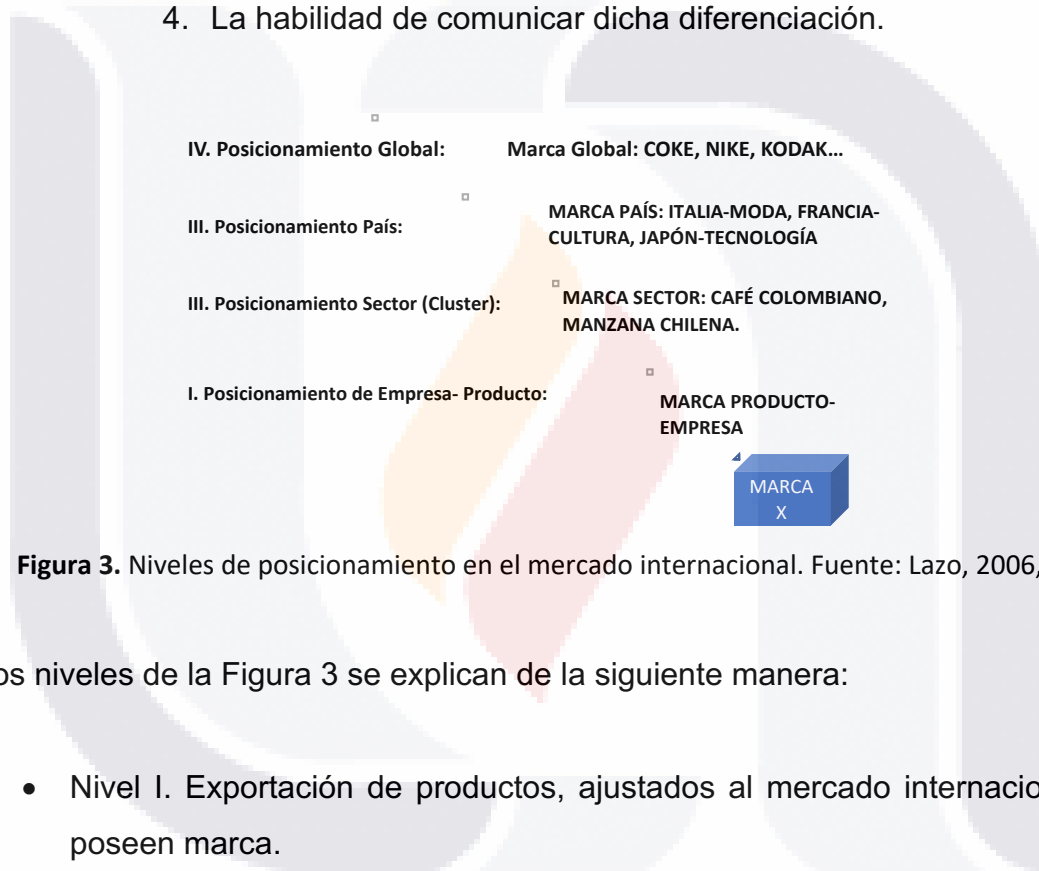 4. La habilidad de comunicar dicha diferenciación.
IV. Posicionamiento Global: Marca Global: COKE, NIKE, KODAK…
III. Posicionamiento País: MARCA PAÍS: ITALIA-MODA, FRANCIA-
CULTURA, JAPÓN-TECNOLOGÍA
III. Posicionamiento Sector (Cluster): MARCA SECTOR: CAFÉ COLOMBIANO,
MANZANA CHILENA.
I. Posicionamiento de Empresa- Producto: MARCA PRODUCTO-
EMPRESA
MARCA
X
Figura 3. Niveles de posicionamiento en el mercado internacional. Fuente: Lazo, 2006,
os niveles de la Figura 3 se explican de la siguiente manera:
• Nivel I. Exportación de productos, ajustados al mercado internacio
poseen marca.